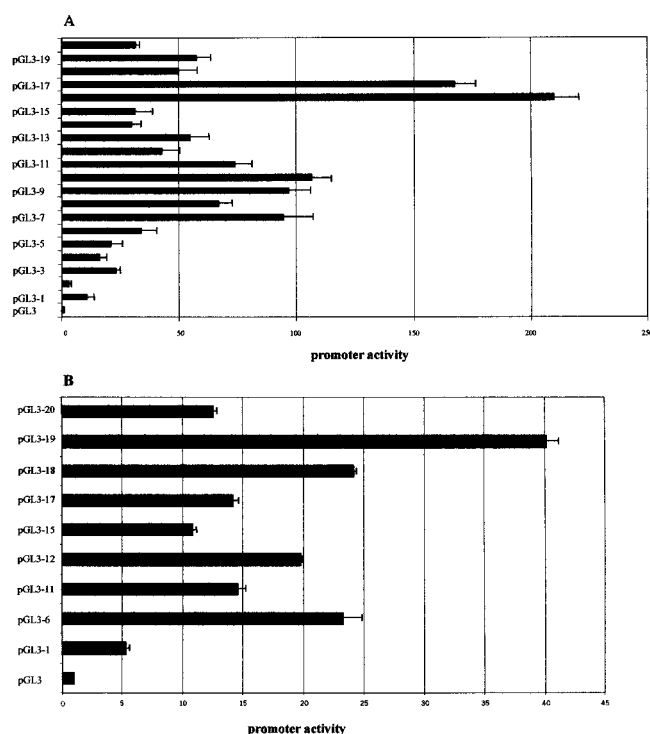 A
pGL3-19
pGL3-17
pGL3-15
pGL3-13
pGL3-11
pGL3-9
pGL3-7
pGL3-5
pGL3-3
pGL3-1
pGL3
0 50 100 150 200 25
promoter activity
B
pGL3-20
pGL3-19
pGL3-18
pGL3-17
pGL3-15
pGL3-12
pGL3-11
pGL3-6
pGL3-1
pGL3
0 5 10 15 20 25 30 35 40 45
promoter activity